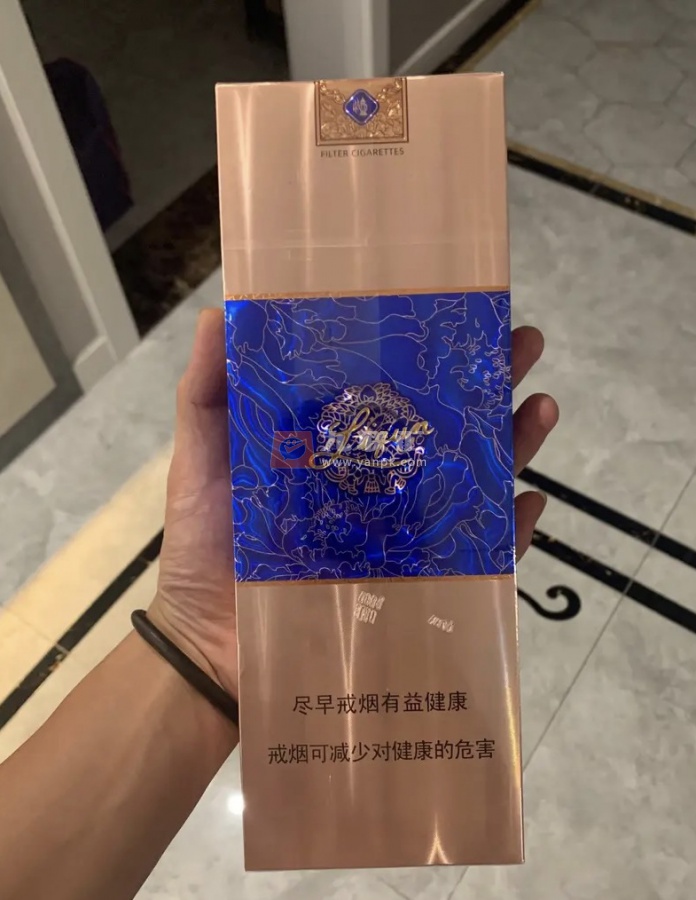 FILTER CIGARETTES
Liqun
www.yanpk.com
尽早戒烟有益健康
戒烟可减少对健康的危害